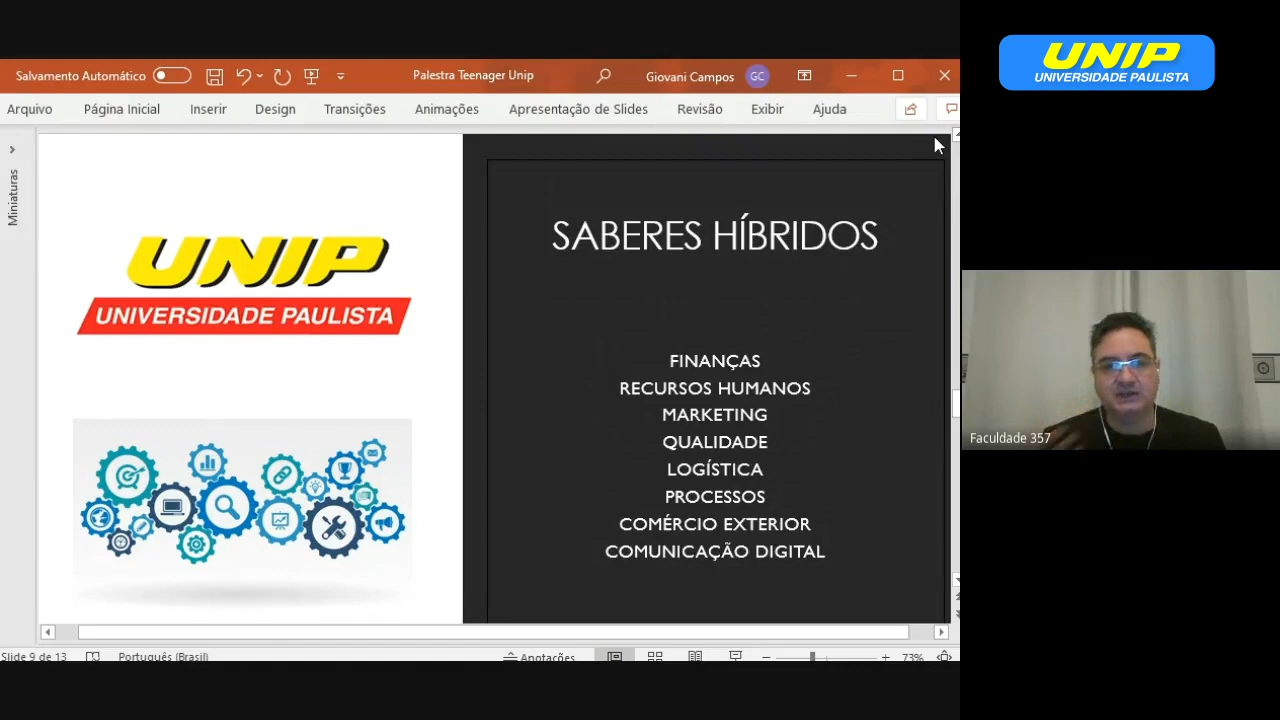 Salvamento Automático
Palestra Teenager Unip
Giovani Campos
GC
Arquivo
Página Inicial
Inserir
Design
Transições
Animações
Apresentação de Slides
Revisão
Exibir
Ajuda
Miniaturas
UNIP
UNIVERSIDADE PAULISTA
SABERES HÍBRIDOS
FINANÇAS
RECURSOS HUMANOS
MARKETING
QUALIDADE
LOGÍSTICA
PROCESSOS
COMÉRCIO EXTERIOR
COMUNICAÇÃO DIGITAL
Slide 9 de 13
Português (Brasil)
Anotações
73%
UNIP
UNIVERSIDADE PAULISTA
Faculdade 357